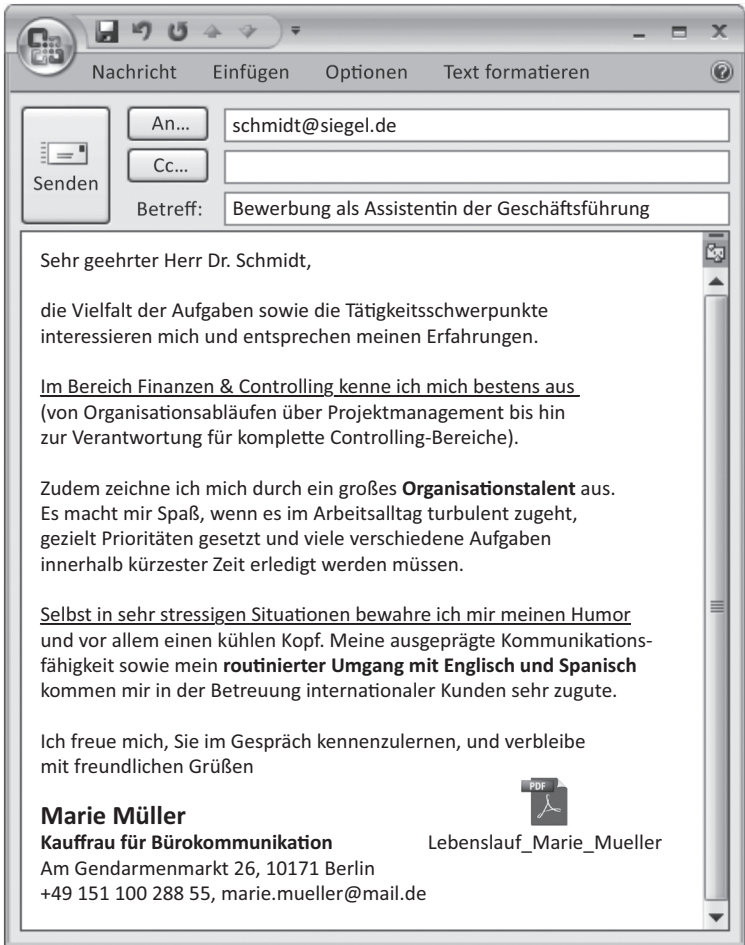 Nachricht Einfügen Optionen Text formatieren
An... schmidt@siegel.de
Cc...
Senden
Betreff: Bewerbung als Assistentin der Geschäftsführung
Sehr geehrter Herr Dr. Schmidt,
die Vielfalt der Aufgaben sowie die Tätigkeitsschwerpunkte
interessieren mich und entsprechen meinen Erfahrungen.
Im Bereich Finanzen & Controlling kenne ich mich bestens aus
(von Organisationsabläufen über Projektmanagement bis hin
zur Verantwortung für komplette Controlling-Bereiche).
Zudem zeichne ich mich durch ein großes Organisationstalent aus.
Es macht mir Spaß, wenn es im Arbeitsalltag turbulent zugeht,
gezielt Prioritäten gesetzt und viele verschiedene Aufgaben
innerhalb kürzester Zeit erledigt werden müssen.
Selbst in sehr stressigen Situationen bewahre ich mir meinen Humor
und vor allem einen kühlen Kopf. Meine ausgeprägte Kommunikations-
fähigkeit sowie mein routinierter Umgang mit Englisch und Spanisch
kommen mir in der Betreuung internationaler Kunden sehr zugute.
Ich freue mich, Sie im Gespräch kennenzulernen, und verbleibe
mit freundlichen Grüßen
PDF
Marie Müller
Kauffrau für Bürokommunikation Lebenslauf_Marie_Mueller
Am Gendarmenmarkt 26, 10171 Berlin
+49 151 100 288 55, marie.mueller@mail.de